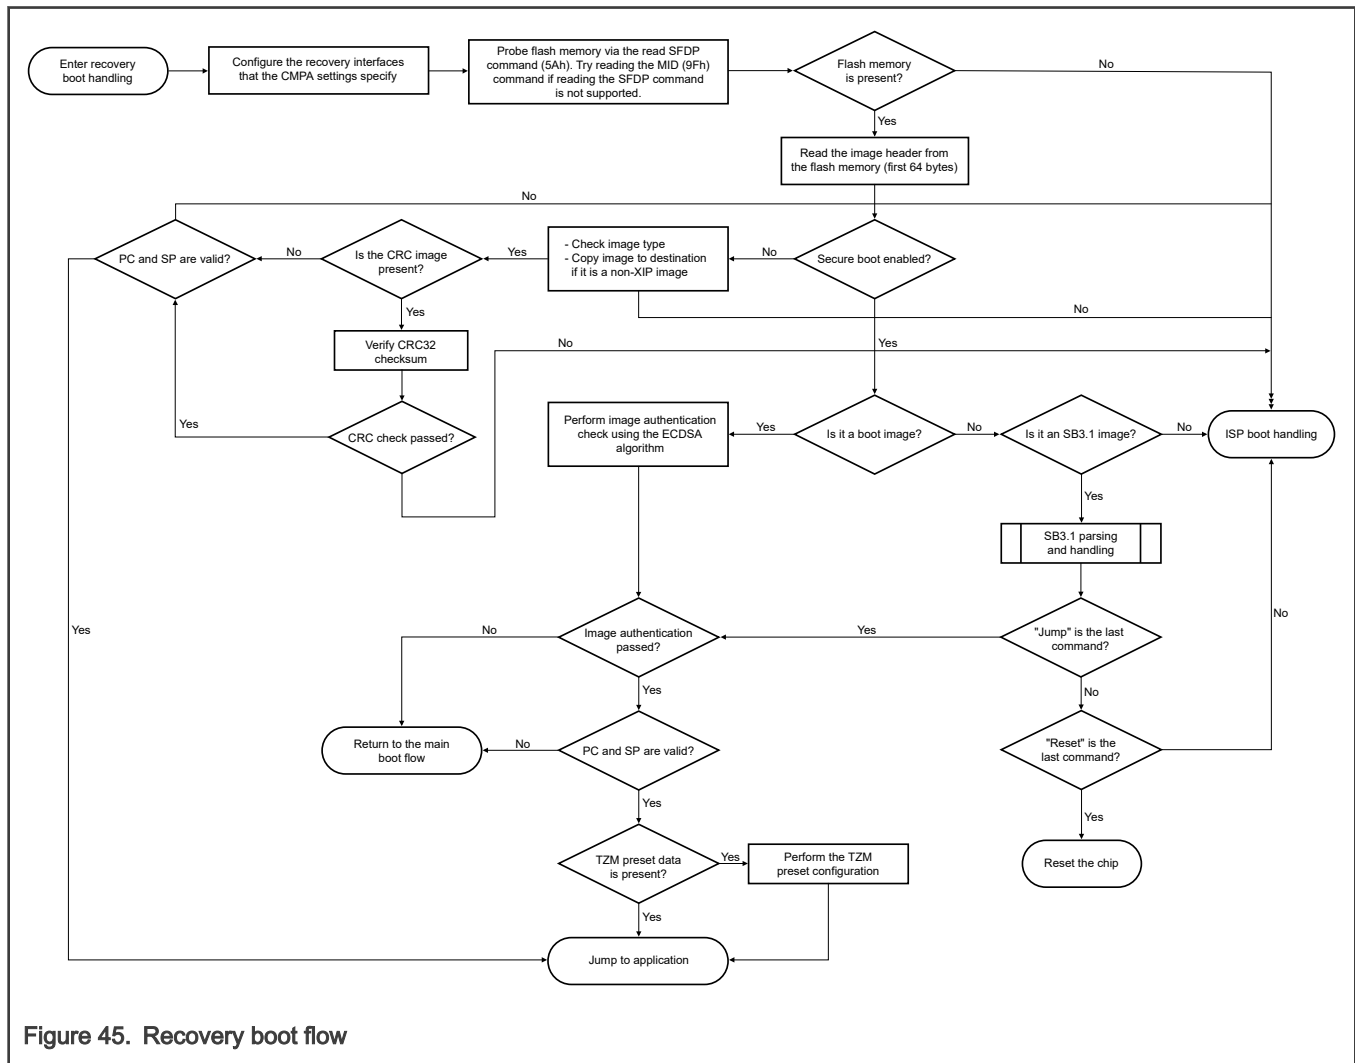 Enter recovery
boot handling
Configure the recovery interfaces
that the CMPA settings specify
Probe flash memory via the read SFDP
command (5Ah). Try reading the MID (9Fh)
command if reading the SFDP command
is not supported.
Flash memory
is present?
No
Yes
Read the image header from
the flash memory (first 64 bytes)
No
PC and SP are valid?
No
Is the CRC image
present?
Yes
- Check image type
- Copy image to destination
if it is a non-XIP image
No
Secure boot enabled?
No
Yes
Verify CRC32
checksum
No
Yes
Yes
CRC check passed?
Perform image authentication
check using the ECDSA
algorithm
Yes
Is it a boot image?
No
Is it an SB3.1 image?
No
ISP boot handling
Yes
SB3.1 parsing
and handling
Yes
No
Image authentication
passed?
Yes
"Jump" is the last
command?
No
Yes
No
Return to the main
boot flow
No
PC and SP are valid?
"Reset" is the
last command?
Yes
Yes
TZM preset data
is present?
Yes
Perform the TZM
preset configuration
Reset the chip
Yes
Jump to application
Figure 45. Recovery boot flow